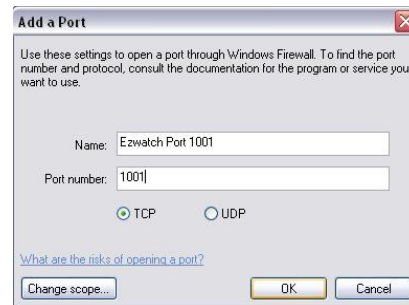 Add a Port
Use these settings to open a port through Windows Firewall. To find the port
number and protocol, consult the documentation for the program or service you
want to use.
Name: Ezwatch Port 1001
Port number: 1001
TCP UDP
What are the risks of opening a port?
Change scope... OK Cancel